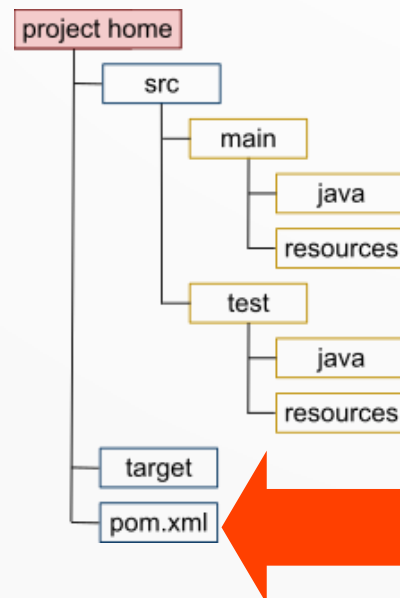 project home
src
main
java
resources
test
java
resources
target
pom.xml